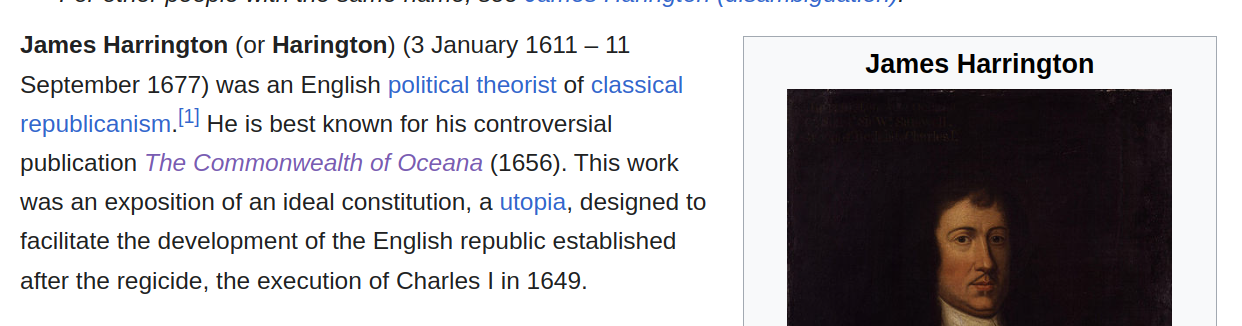 For other people with the same name, see James Harington (disambiguation).
James Harrington (or Harington) (3 January 1611 – 11
September 1677) was an English political theorist of classical
republicanism.[1] He is best known for his controversial
publication The Commonwealth of Oceana (1656). This work
was an exposition of an ideal constitution, a utopia, designed to
facilitate the development of the English republic established
after the regicide, the execution of Charles I in 1649.
James Harrington